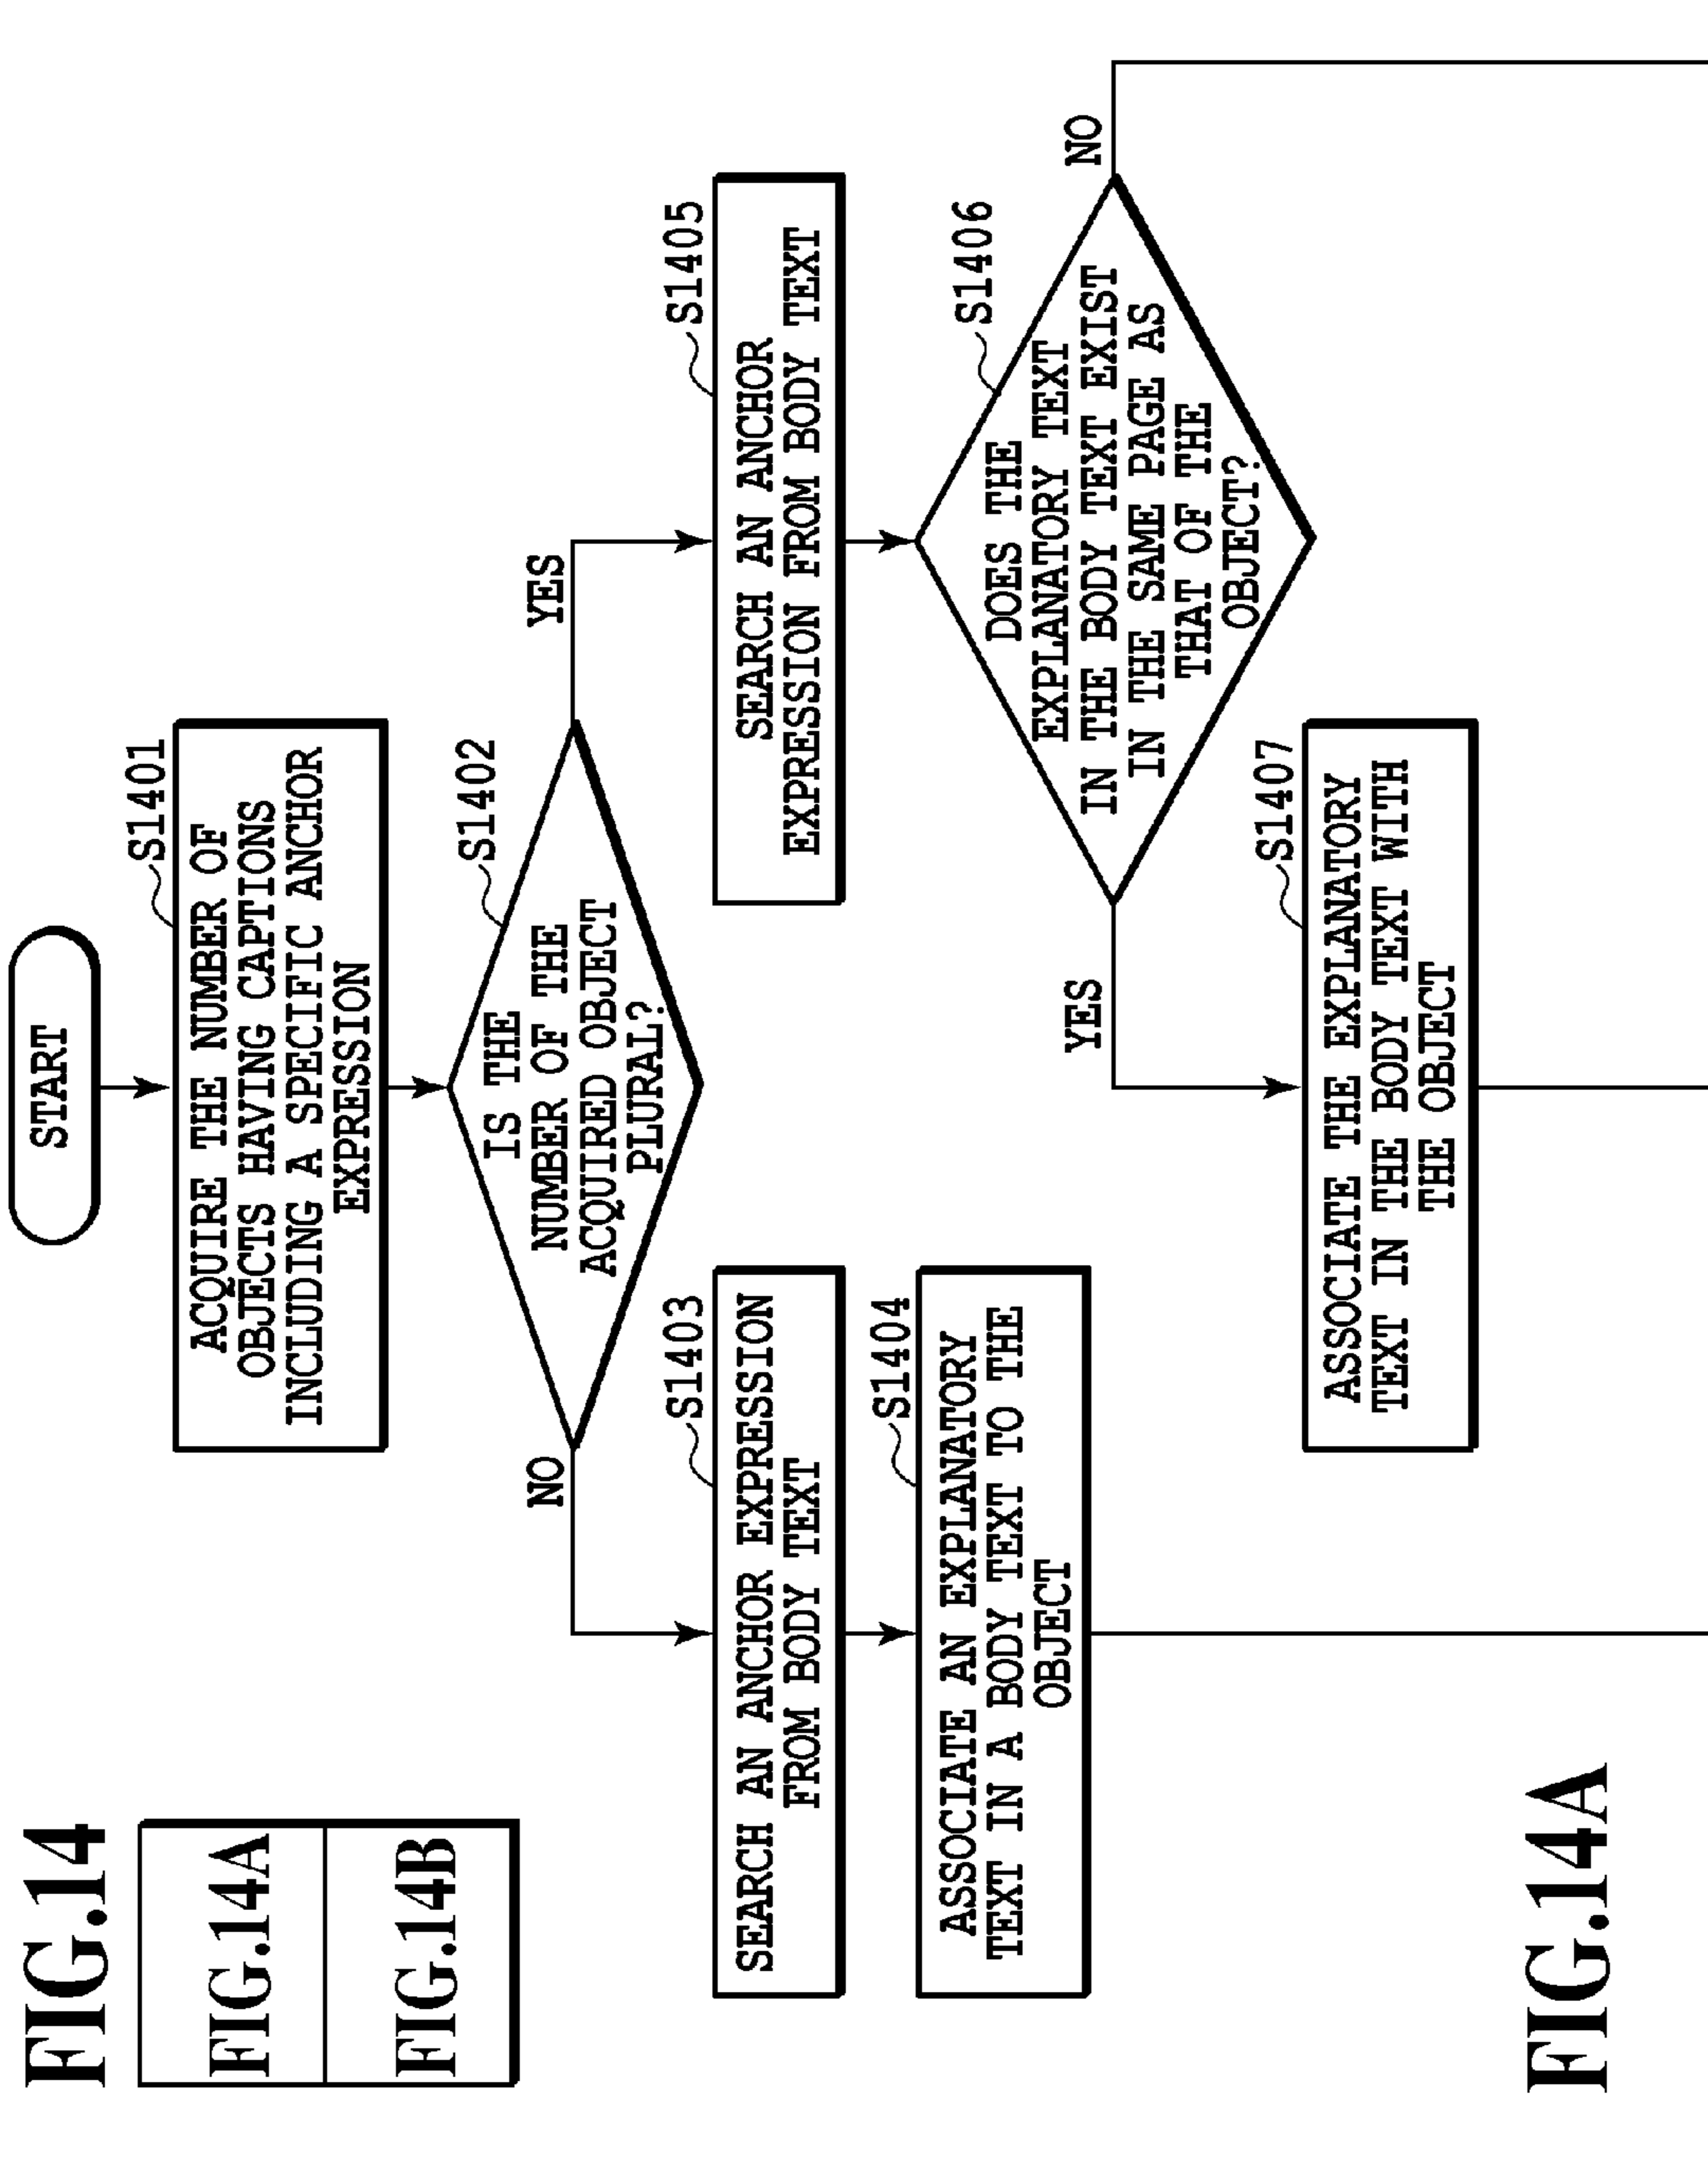 FIG.14
FIG.14A
FIG.14B
START
S1401
ACQUIRE THE NUMBER OF
OBJECTS HAVING CAPTIONS
INCLUDING A SPECIFIC ANCHOR
EXPRESSION
S1402
IS THE
NUMBER OF THE
ACQUIRED OBJECT
PLURAL?
NO
YES
S1403
SEARCH AN ANCHOR EXPRESSION
FROM BODY TEXT
S1404
ASSOCIATE AN EXPLANATORY
TEXT IN A BODY TEXT TO THE
OBJECT
S1405
SEARCH AN ANCHOR
EXPRESSION FROM BODY TEXT
S1406
DOES THE
EXPLANATORY TEXT
IN THE BODY TEXT EXIST
IN THE SAME PAGE AS
THAT OF THE
OBJECT?
YES
NO
S1407
ASSOCIATE THE EXPLANATORY
TEXT IN THE BODY TEXT WITH
THE OBJECT
FIG.14A